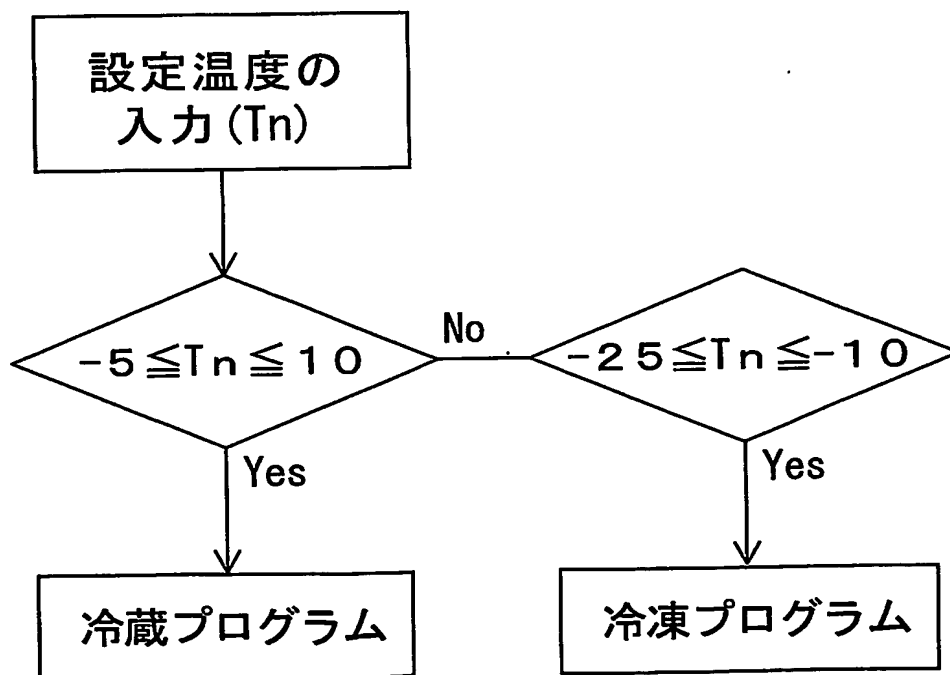 設定温度の
入力(Tn)
-5≦Tn≦10
No
-25≦Tn≦-10
Yes
Yes
冷蔵プログラム
冷凍プログラム